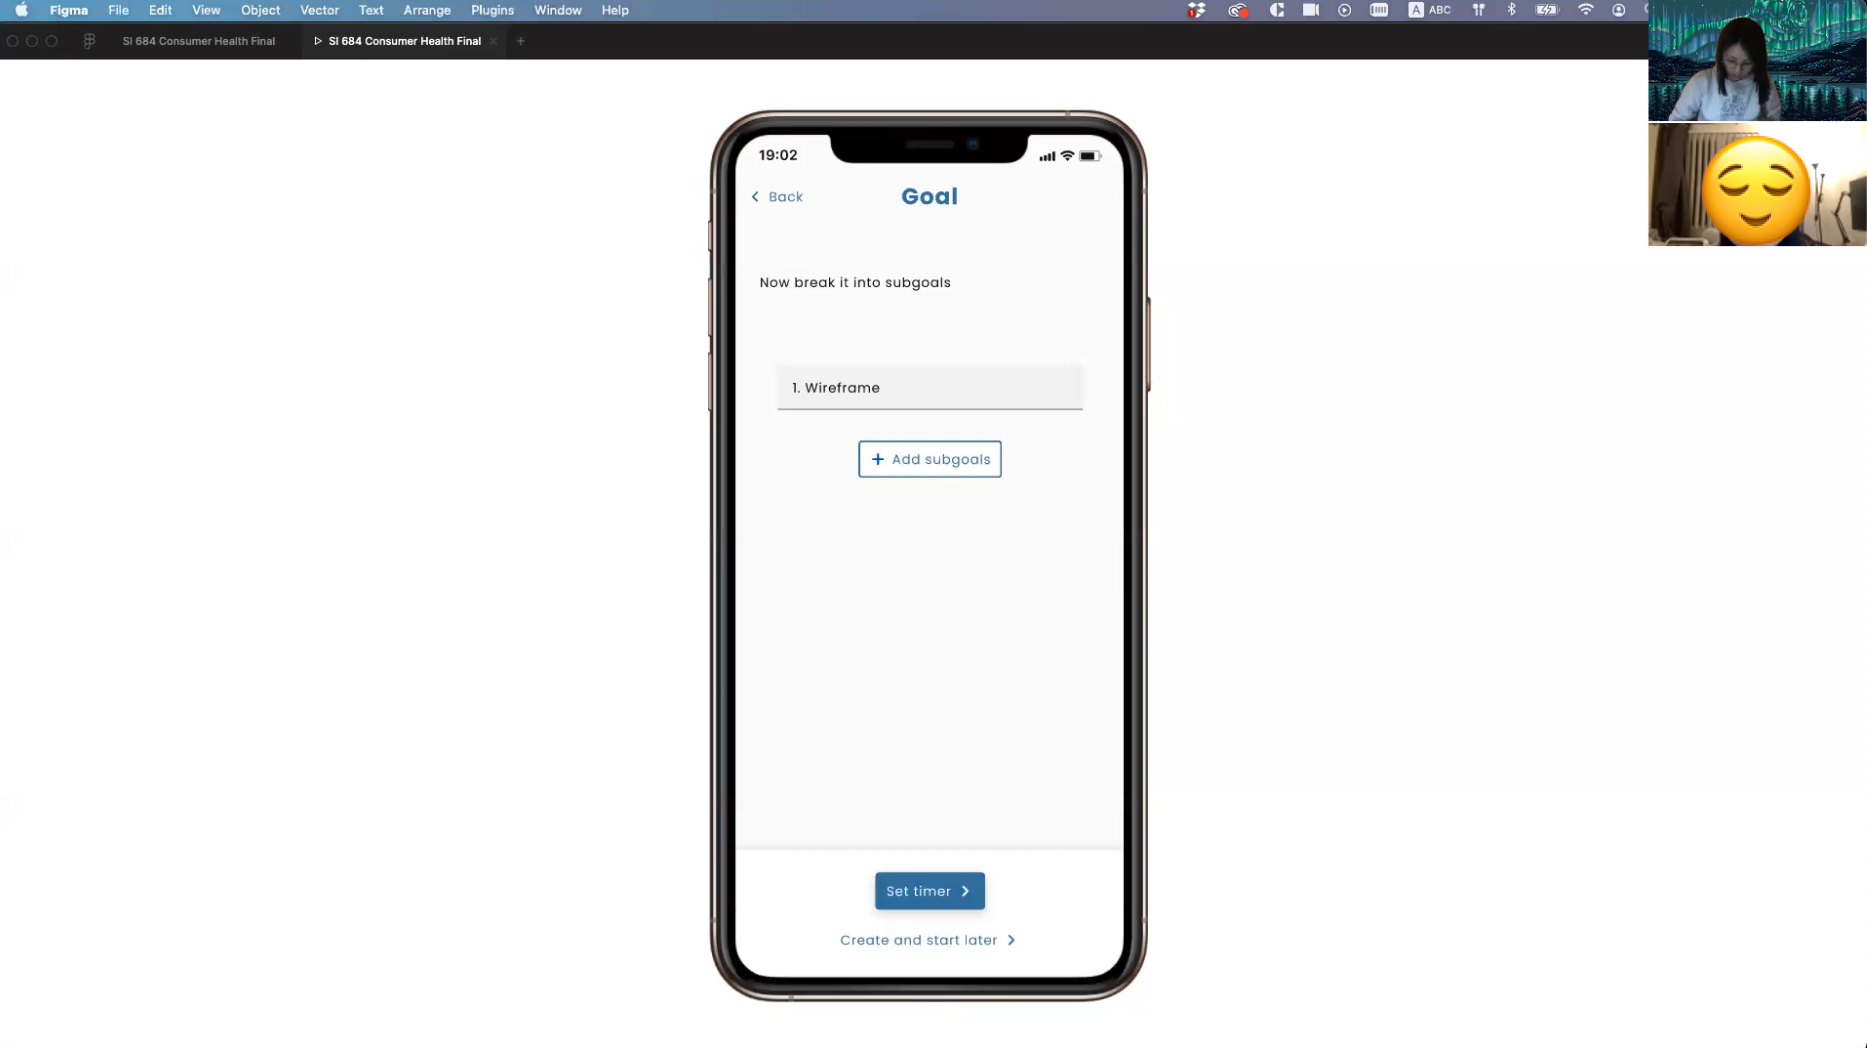 Figma File Edit View Object Vector Text Arrange Plugins Window Help
1 A ABC
SI 684 Consumer Health Final
SI 684 Consumer Health Final
19:02
Back
Goal
Now break it into subgoals
1. Wireframe
+ Add subgoals
Set timer
Create and start later